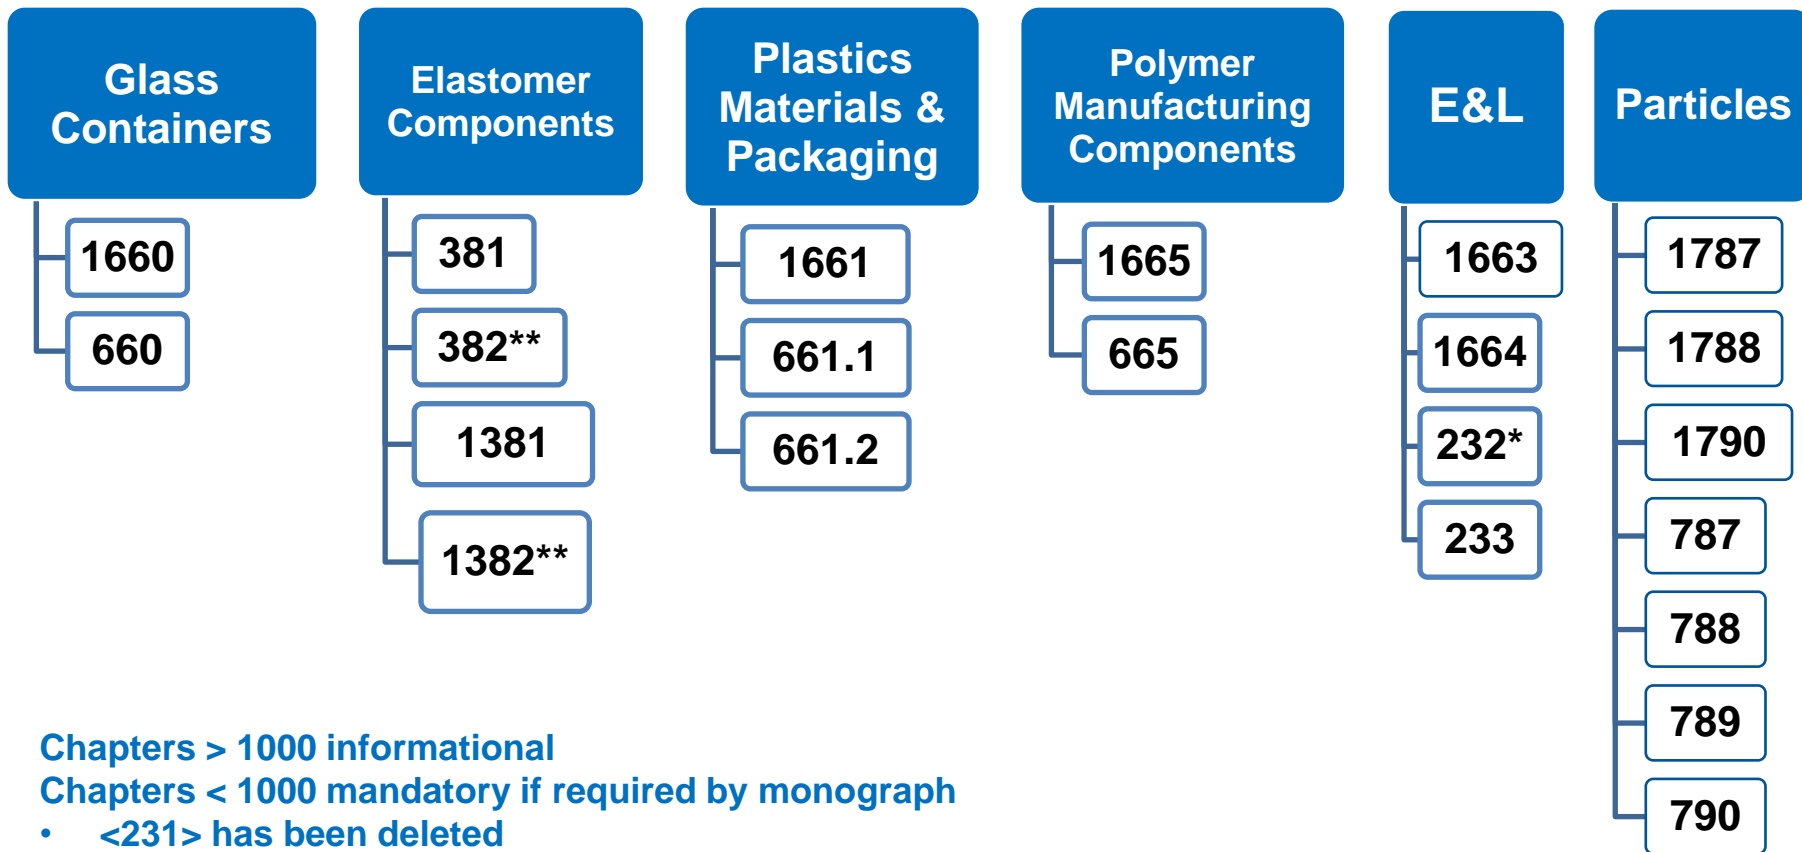 Glass
Containers
1660
660
Elastomer
Components
381
382**
1381
1382**
Plastics
Materials &
Packaging
1661
661.1
661.2
Polymer
Manufacturing
Components
1665
665
E&L
1663
1664
232*
233
Particles
1787
1788
1790
787
788
789
790
Chapters > 1000 informational
Chapters < 1000 mandatory if required by monograph
• <231> has been deleted